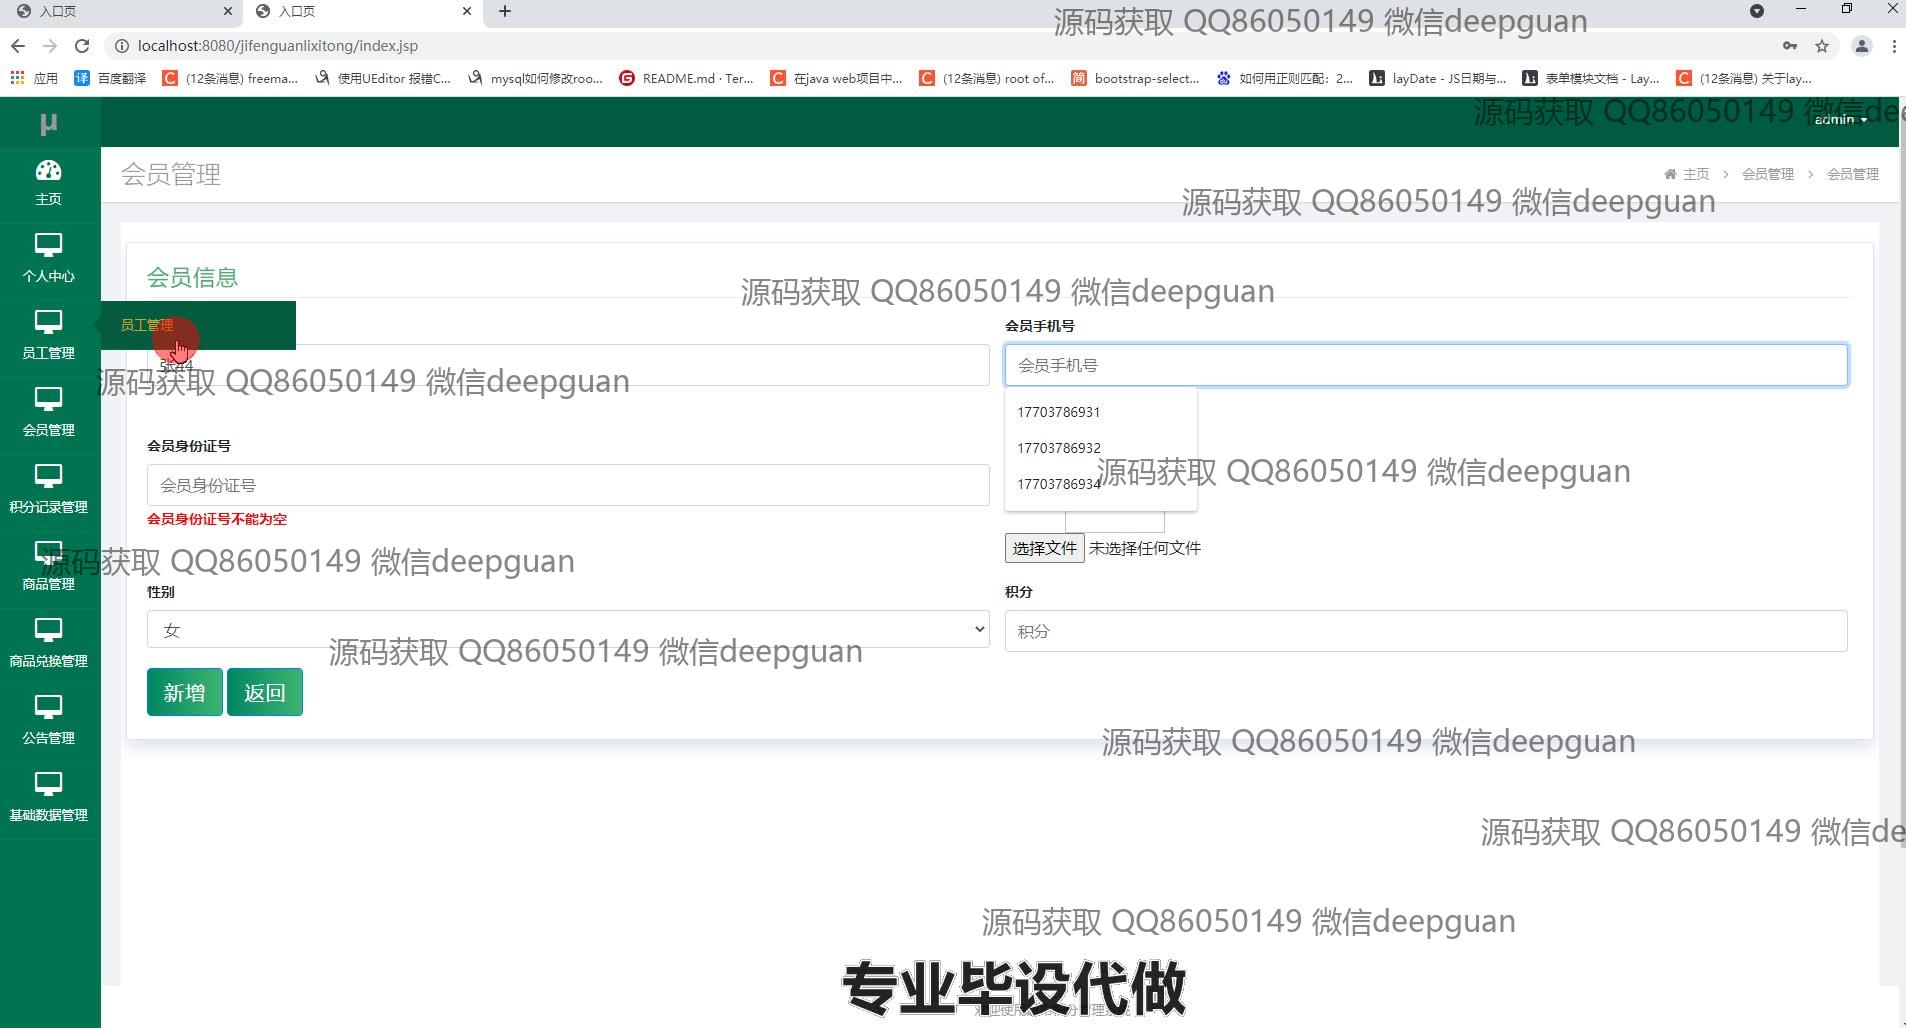 入口页
入口页
源码获取 QQ86050149 微信deepguan
localhost:8080/jifenguanlixitong/index.jsp
应用
百度翻译
(12条消息) freema...
使用UEditor 报错C...
mysql如何修改roo...
README.md · Ter...
在java web项目中...
(12条消息) root of...
bootstrap-select...
如何用正则匹配：2...
layDate - JS日期与...
表单模块文档 - Lay...
(12条消息) 关于lay...
μ
源码获取 QQ86050149 微信dee
admin
会员管理
主页 > 会员管理 > 会员管理
源码获取 QQ86050149 微信deepguan
主页
个人中心
员工管理
会员管理
积分记录管理
商品管理
商品兑换管理
公告管理
基础数据管理
会员信息
源码获取 QQ86050149 微信deepguan
员工管理
张44
源码获取 QQ86050149 微信deepguan
会员手机号
会员手机号
17703786931
17703786932
17703786934
源码获取 QQ86050149 微信deepguan
会员身份证号
会员身份证号
会员身份证号不能为空
选择文件 未选择任何文件
源码获取 QQ86050149 微信deepguan
性别
女
积分
积分
源码获取 QQ86050149 微信deepguan
新增
返回
源码获取 QQ86050149 微信deepguan
源码获取 QQ86050149 微信de
源码获取 QQ86050149 微信deepguan
专业毕设代做